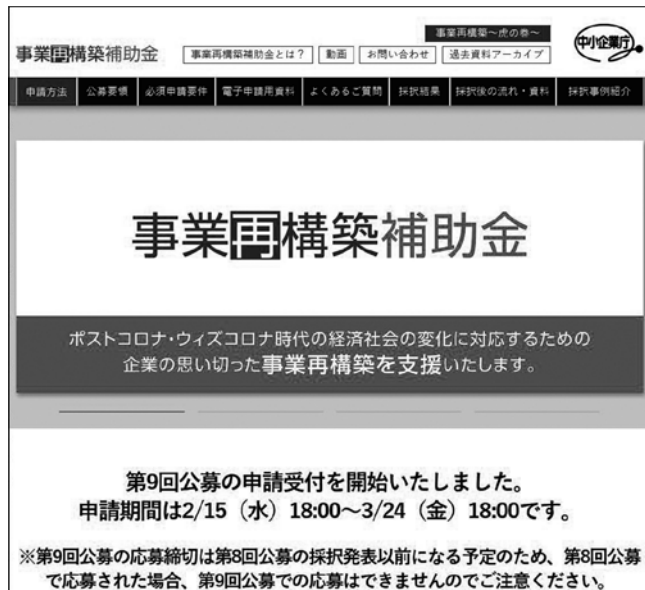 事業再構築～虎の巻～
事業再構築補助金
事業再構築補助金とは？ 動画 お問い合わせ 過去資料アーカイブ
中小企業庁
申請方法 公募要領 必須申請要件 電子申請用資料 よくあるご質問 採択結果 採択後の流れ・資料 採択事例紹介
事業再構築補助金
ポストコロナ・ウィズコロナ時代の経済社会の変化に対応するための
企業の思い切った事業再構築を支援いたします。
第9回公募の申請受付を開始いたしました。
申請期間は2/15（水）18:00～3/24（金）18:00です。
※第9回公募の応募締切は第8回公募の採択発表以前になる予定のため、第8回公募
で応募された場合、第9回公募での応募はできませんのでご注意ください。